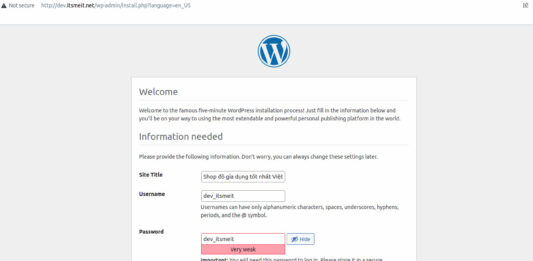 Not secure http://dev.itsmeit.net/wp-admin/install.php?language=en_US
Welcome
Welcome to the famous five-minute WordPress installation process! Just fill in the information below and
you'll be on your way to using the most extendable and powerful personal publishing platform in the world.
Information needed
Please provide the following information. Don't worry, you can always change these settings later.
Site Title Shop đồ gia dụng tốt nhất Việt
Username dev_itsmeit
Usernames can have only alphanumeric characters, spaces, underscores, hyphens,
periods, and the @ symbol.
Password dev_itsmeit Hide
Very weak
Important: You will need this password to log in. Please store it in a secure